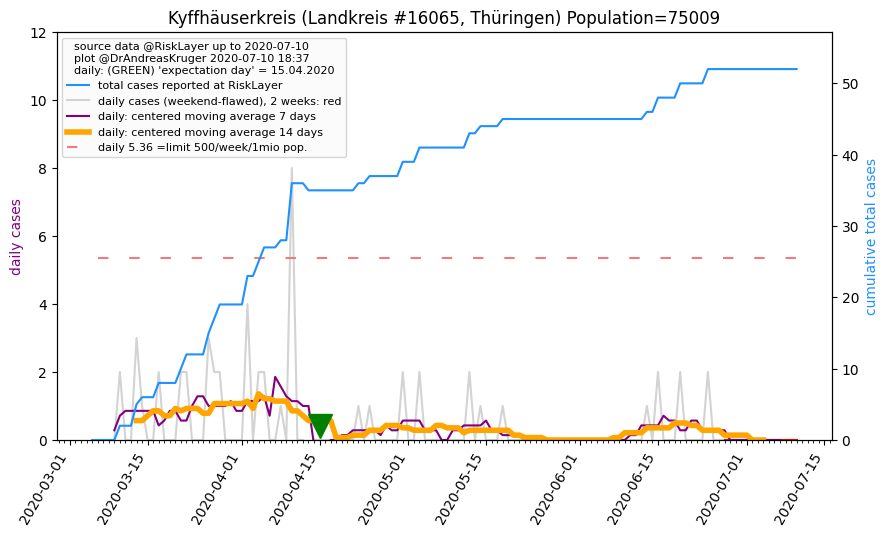 Kyffhäuserkreis (Landkreis #16065, Thüringen) Population=75009
source data @RiskLayer up to 2020-07-10
plot @DrAndreasKruger 2020-07-10 18:37
daily: (GREEN) 'expectation day' = 15.04.2020
total cases reported at RiskLayer
daily cases (weekend-flawed), 2 weeks: red
daily: centered moving average 7 days
daily: centered moving average 14 days
daily 5.36 =limit 500/week/1mio pop.
daily cases
12
10
8
6
4
2
0
cumulative total cases
50
40
30
20
10
0
2020-03-01
2020-03-15
2020-04-01
2020-04-15
2020-05-01
2020-05-15
2020-06-01
2020-06-15
2020-07-01
2020-07-15